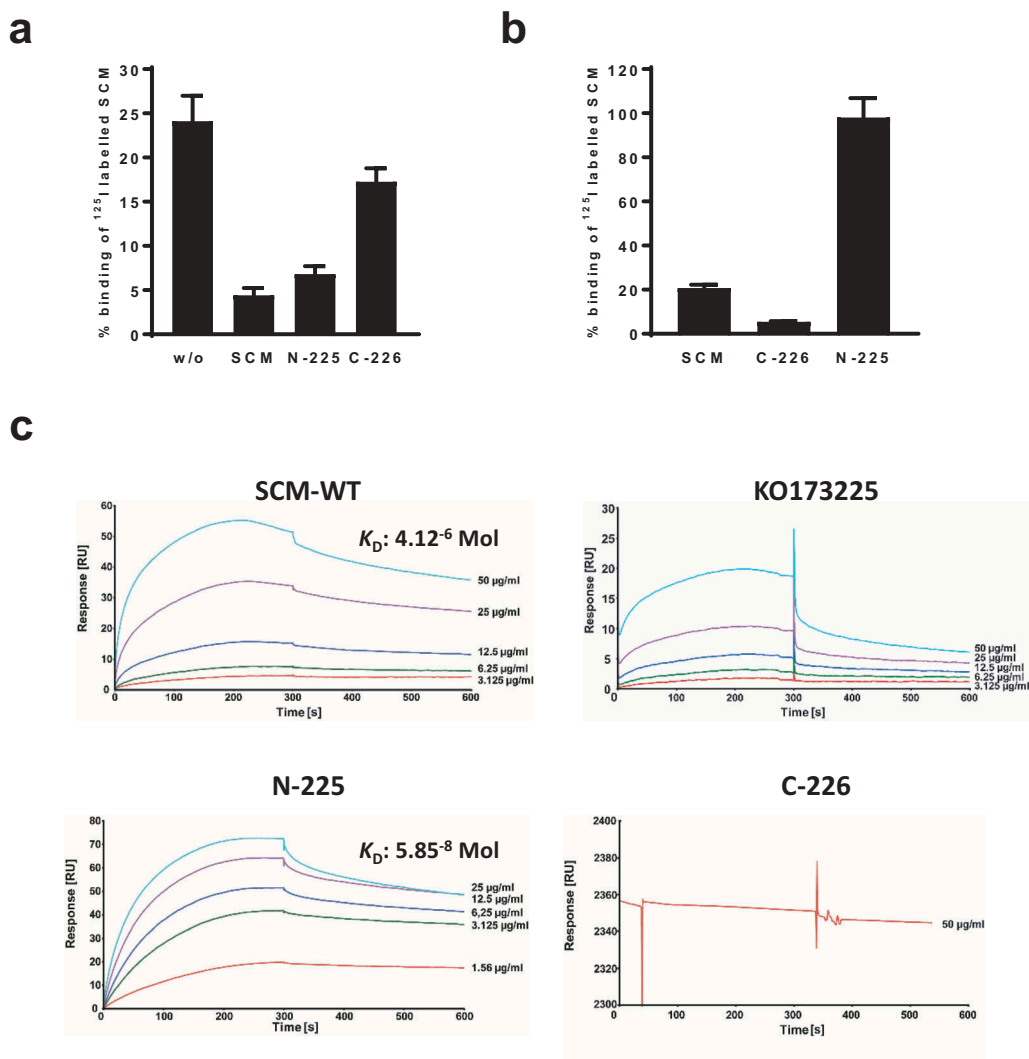 a
% binding of ¹²⁵I labelled SCM
30
25
20
15
10
5
0
w/o SCM N-225 C-226
b
% binding of ¹²⁵I labelled SCM
120
100
80
60
40
20
0
SCM C-226 N-225
c
SCM-WT
K_D: 4.12⁻⁶ Mol
Response [RU]
60
50
40
30
20
10
0
50 µg/ml
25 µg/ml
12.5 µg/ml
6.25 µg/ml
3.125 µg/ml
0 100 200 300 400 500 600
Time [s]
KO173225
Response [RU]
30
25
20
15
10
5
0
50 µg/ml
25 µg/ml
12.5 µg/ml
6.25 µg/ml
3.125 µg/ml
0 100 200 300 400 500 600
Time [s]
N-225
K_D: 5.85⁻⁸ Mol
Response [RU]
80
70
60
50
40
30
20
10
0
25 µg/ml
12.5 µg/ml
6,25 µg/ml
3.125 µg/ml
1.56 µg/ml
0 100 200 300 400 500 600
Time [s]
C-226
Response [RU]
2400
2380
2360
2340
2320
2300
50 µg/ml
0 100 200 300 400 500 600
Time [s]